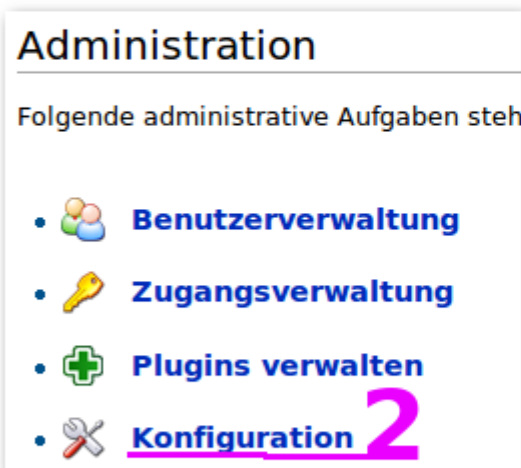 Administration
Folgende administrative Aufgaben steh
Benutzerverwaltung
Zugangsverwaltung
Plugins verwalten
Konfiguration 2